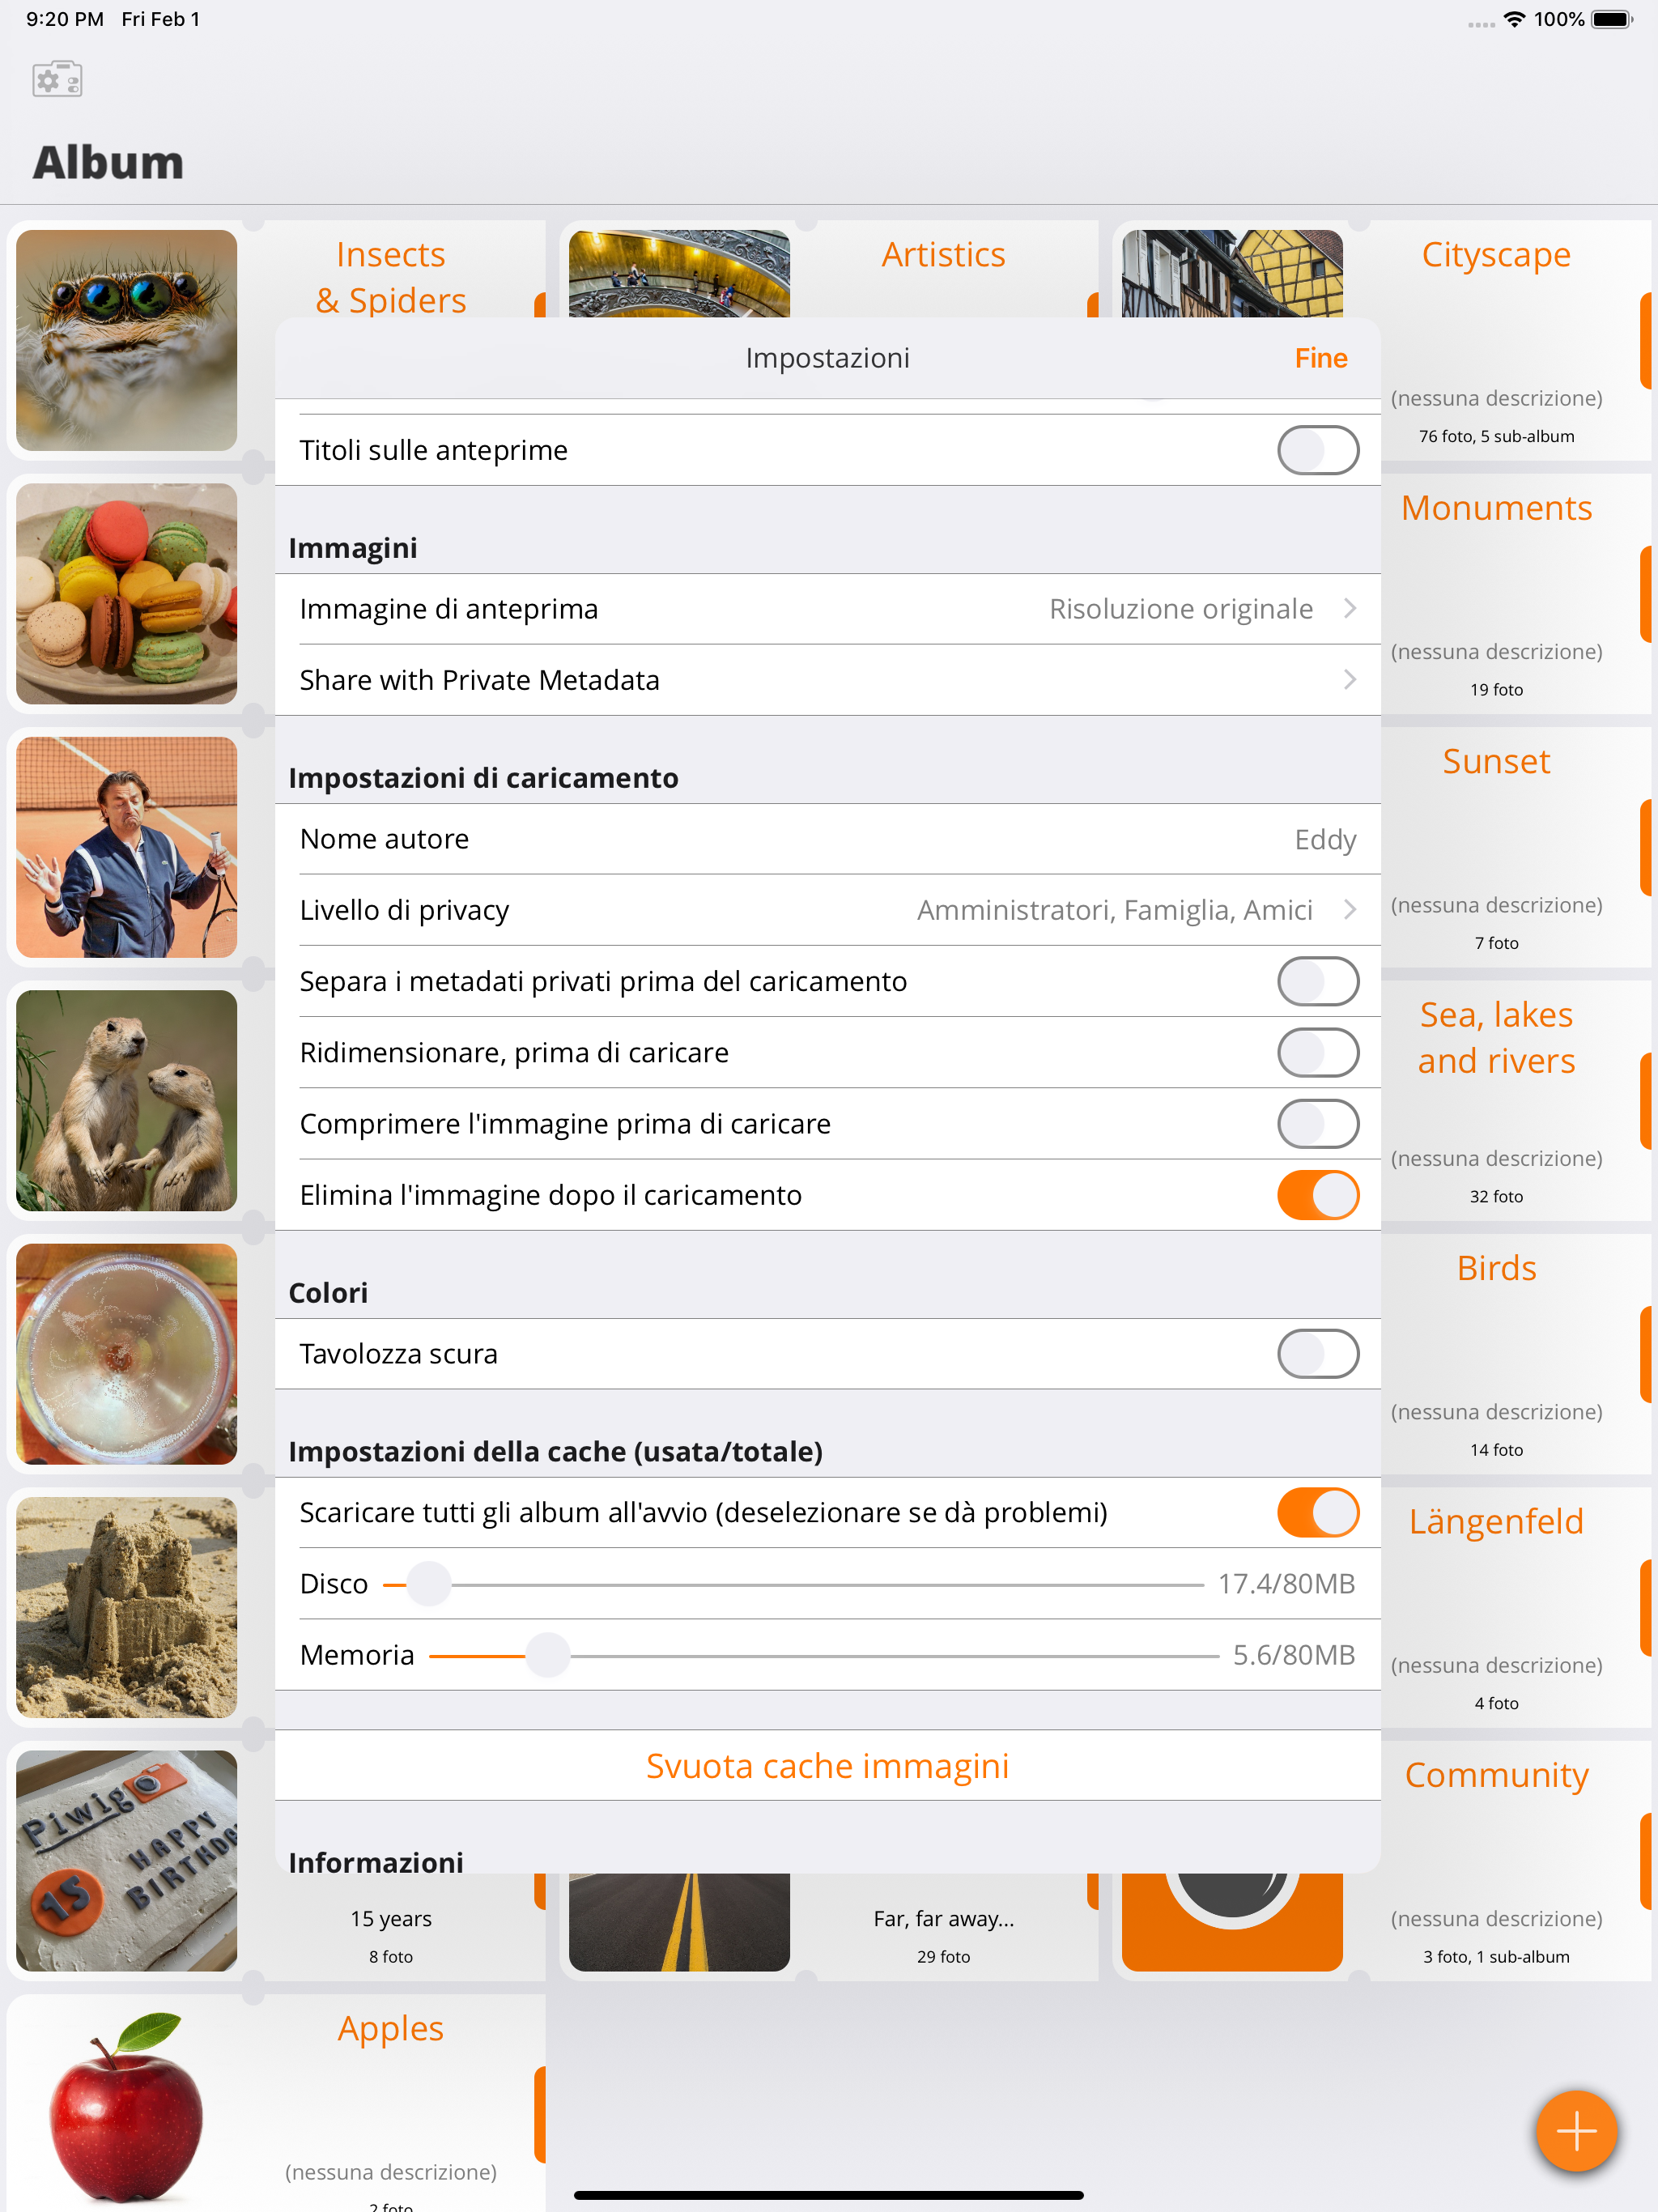 9:20 PM Fri Feb 1
100%
Album
Insects
& Spiders
Artistics
Cityscape
(nessuna descrizione)
76 foto, 5 sub-album
Impostazioni
Fine
Titoli sulle anteprime
Immagini
Immagine di anteprima Risoluzione originale
Share with Private Metadata
Impostazioni di caricamento
Nome autore Eddy
Livello di privacy Amministratori, Famiglia, Amici
Separa i metadati privati prima del caricamento
Ridimensionare, prima di caricare
Comprimere l'immagine prima di caricare
Elimina l'immagine dopo il caricamento
Colori
Tavolozza scura
Impostazioni della cache (usata/totale)
Scaricare tutti gli album all'avvio (deselezionare se dà problemi)
Disco 17.4/80MB
Memoria 5.6/80MB
Svuota cache immagini
Informazioni
Monuments
(nessuna descrizione)
19 foto
Sunset
(nessuna descrizione)
7 foto
Sea, lakes
and rivers
(nessuna descrizione)
32 foto
Birds
(nessuna descrizione)
14 foto
Längenfeld
(nessuna descrizione)
4 foto
Community
(nessuna descrizione)
3 foto, 1 sub-album
Piwig
HAPPY
BIRTHDA
15
15 years
8 foto
Far, far away...
29 foto
Apples
(nessuna descrizione)
2 foto